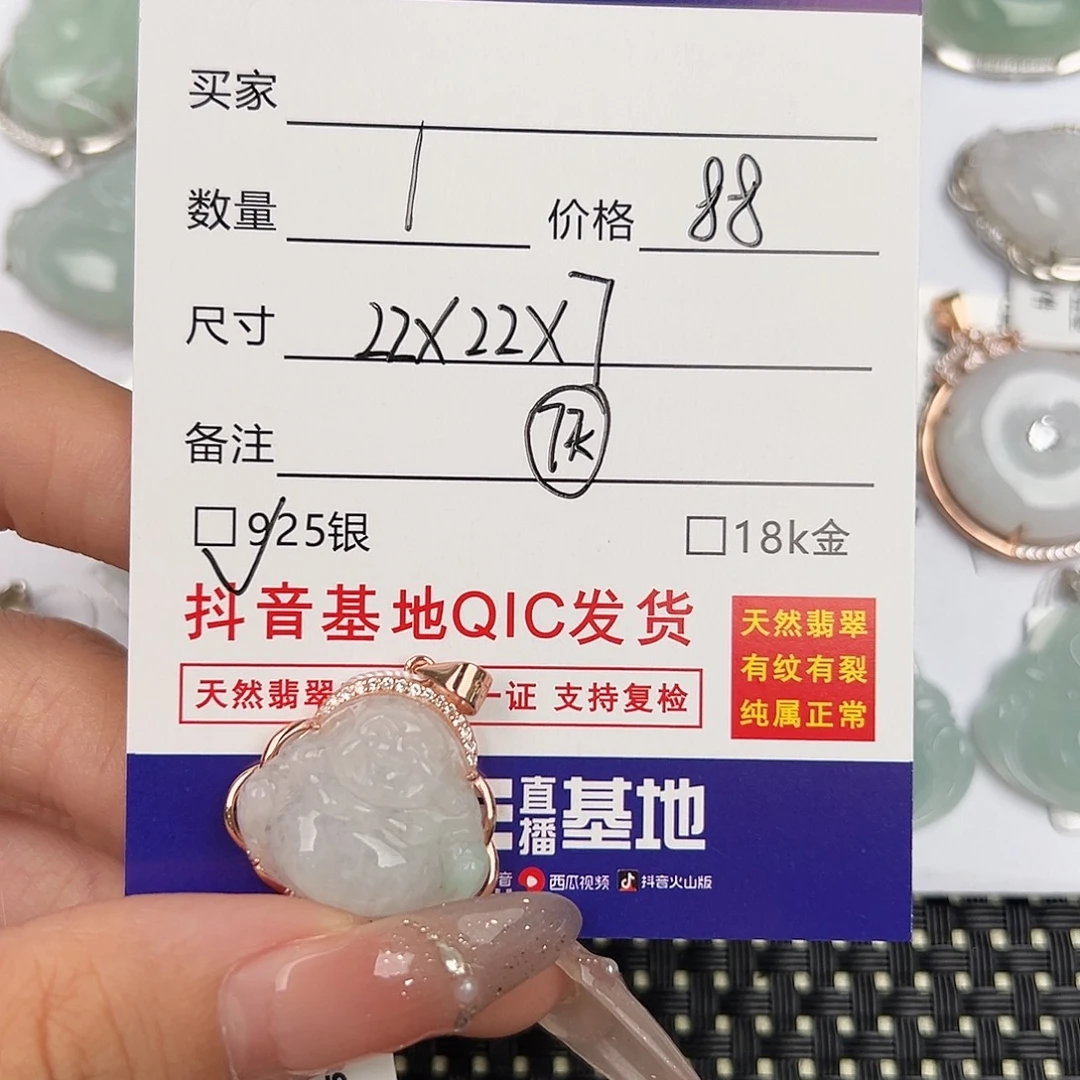 买家
数量 1 价格 88
尺寸 22X22X7
备注 7k
925银 18k金
抖音基地QIC发货
天然翡翠 一证 支持复检
天然翡翠
有纹有裂
纯属正常
直播基地
音 西瓜视频 抖音火山版